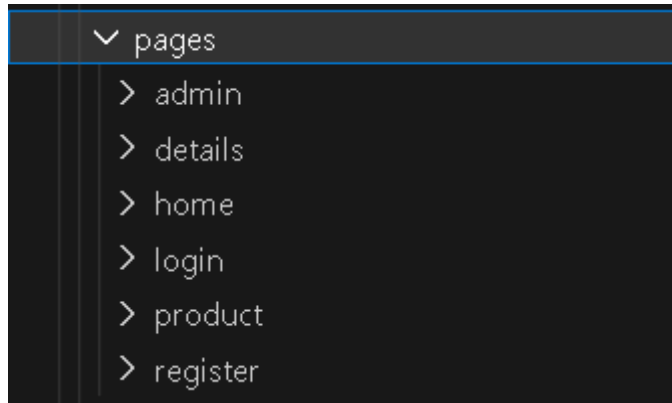 pages
admin
details
home
login
product
register